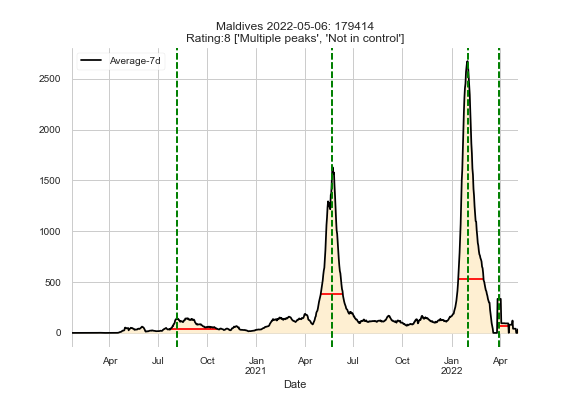 Maldives 2022-05-06: 179414
Rating:8 ['Multiple peaks', 'Not in control']
Average-7d
2500
2000
1500
1000
500
0
Apr Jul Oct Jan Apr Jul Oct Jan Apr
2021 2022
Date